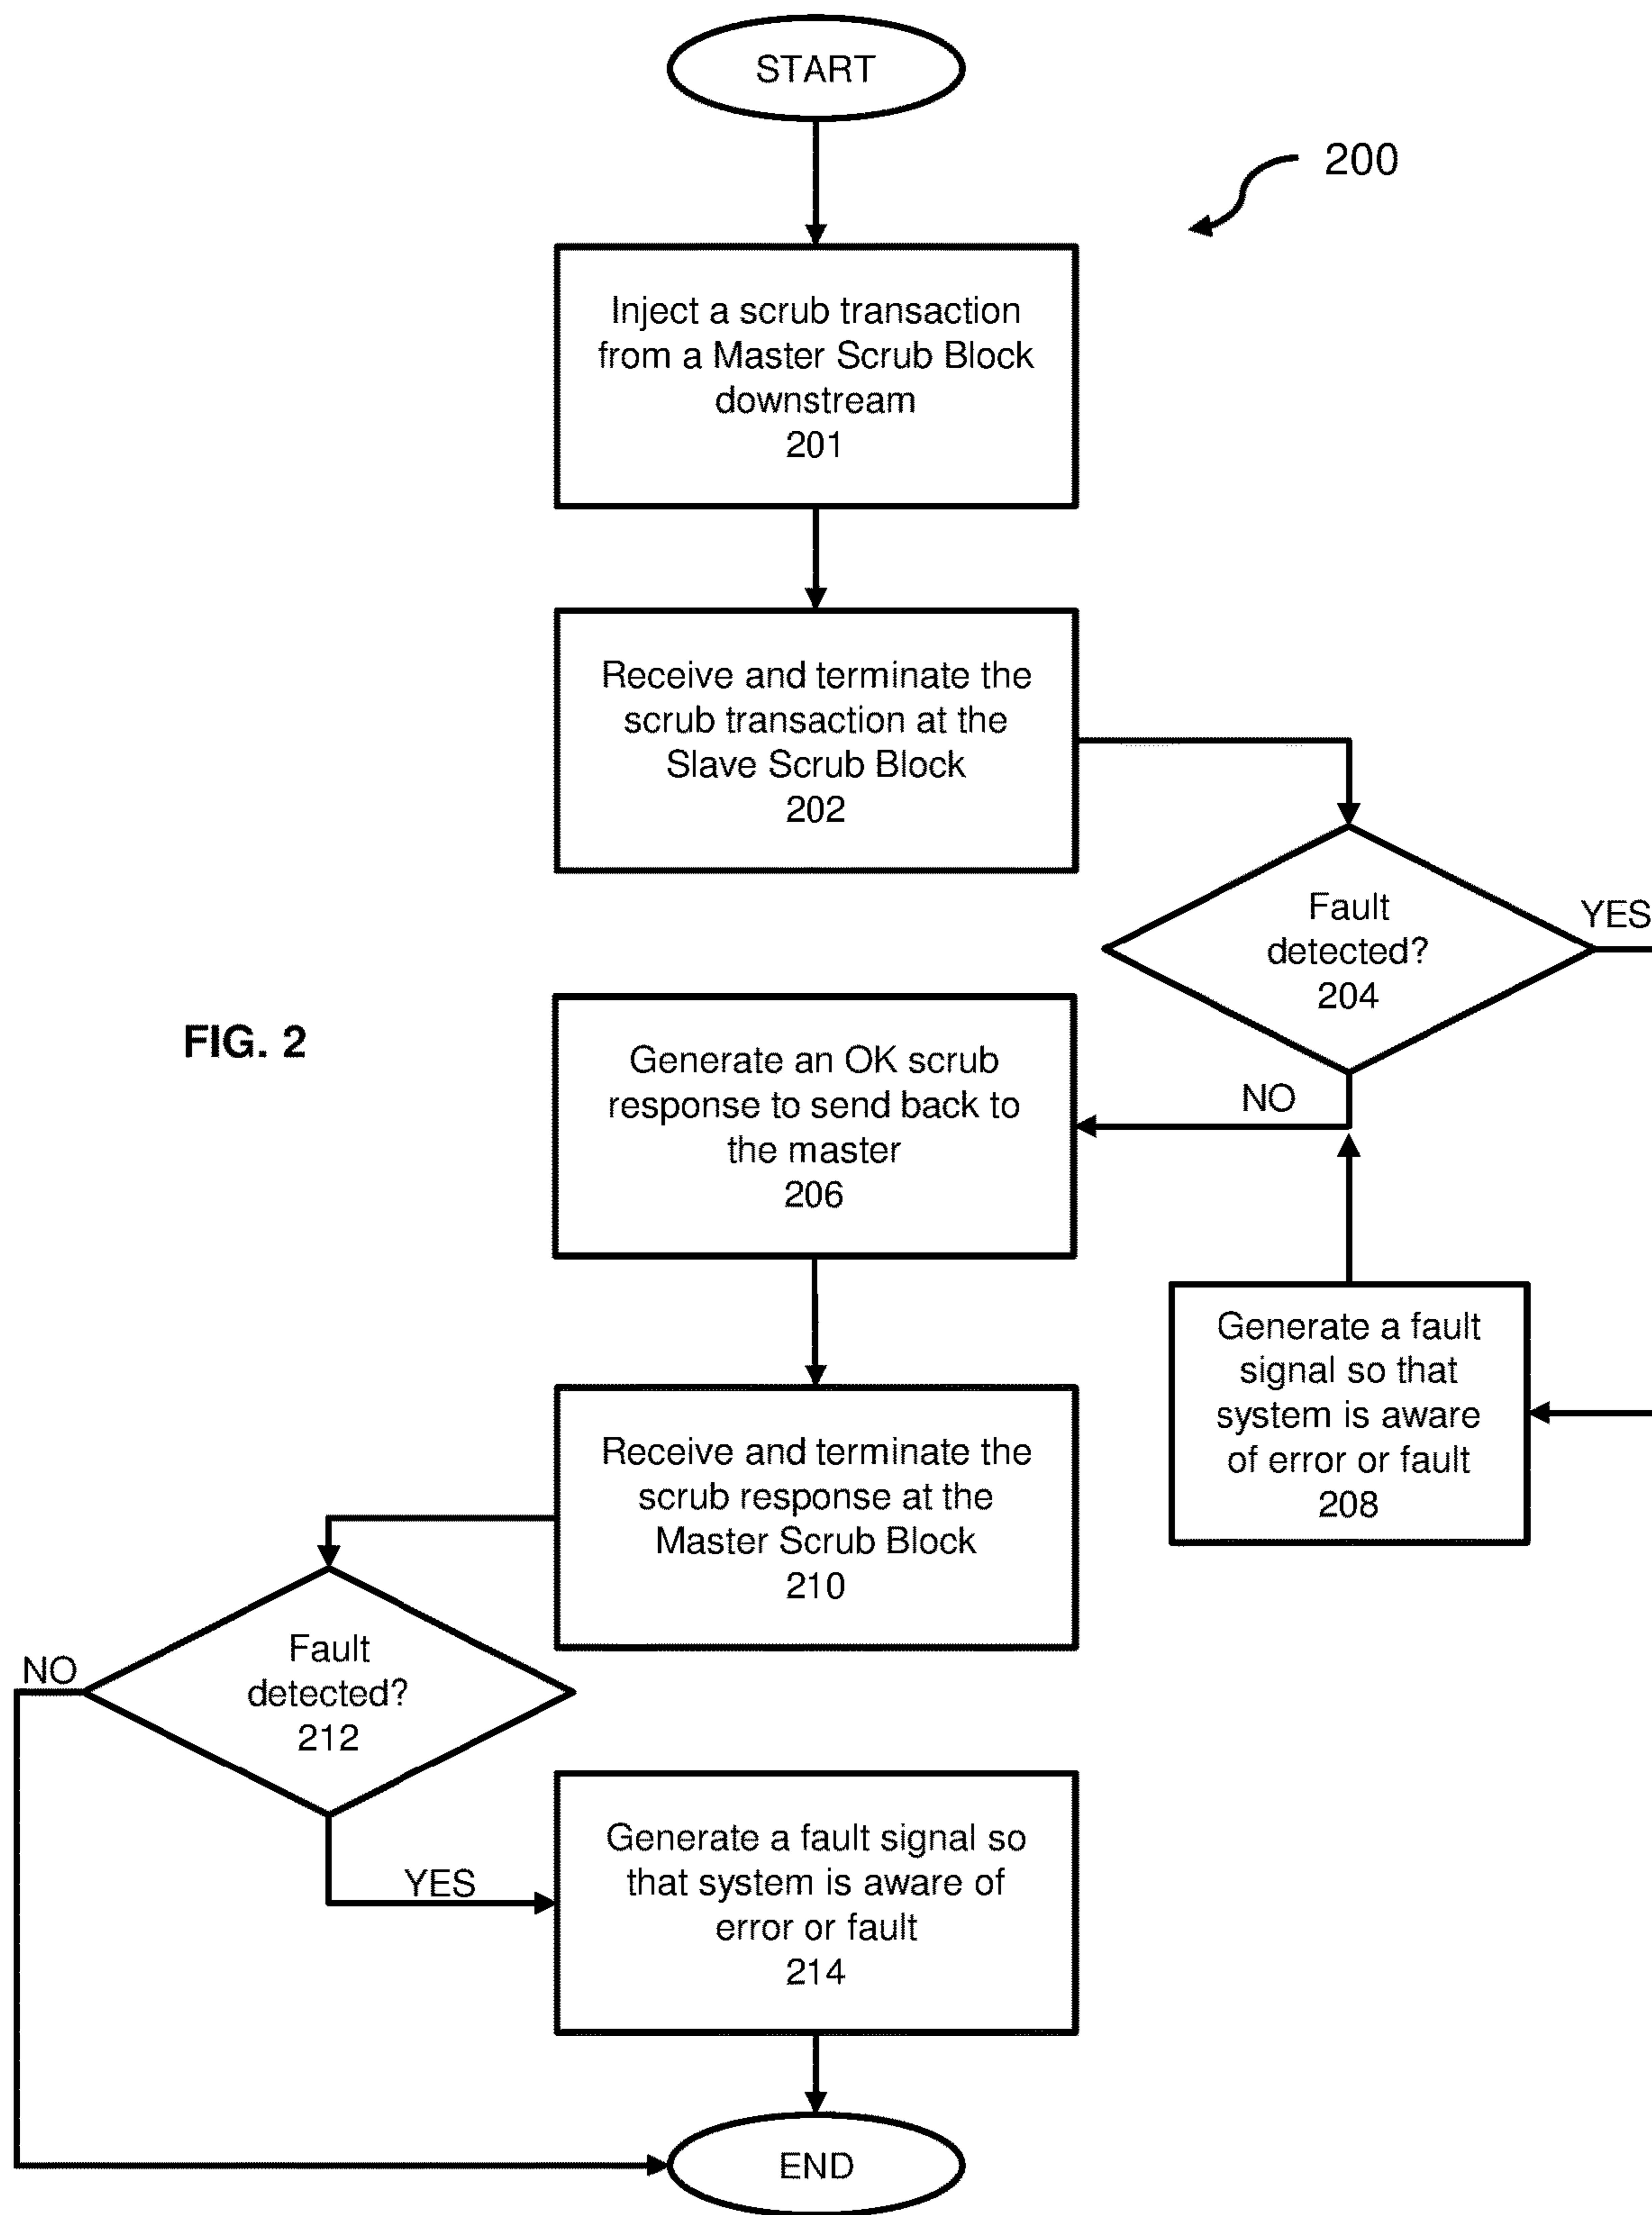 START
200
Inject a scrub transaction
from a Master Scrub Block
downstream
201
Receive and terminate the
scrub transaction at the
Slave Scrub Block
202
Fault
detected?
204
YES
NO
FIG. 2
Generate an OK scrub
response to send back to
the master
206
Generate a fault
signal so that
system is aware
of error or fault
208
Receive and terminate the
scrub response at the
Master Scrub Block
210
Fault
detected?
212
NO
YES
Generate a fault signal so
that system is aware of
error or fault
214
END